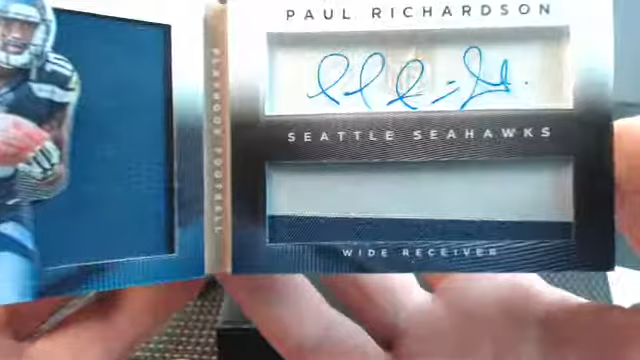 PAUL RICHARDSON
SEATTLE SEAHAWKS
WIDE RECEIVER
PLAYBOOK FOOTBALL